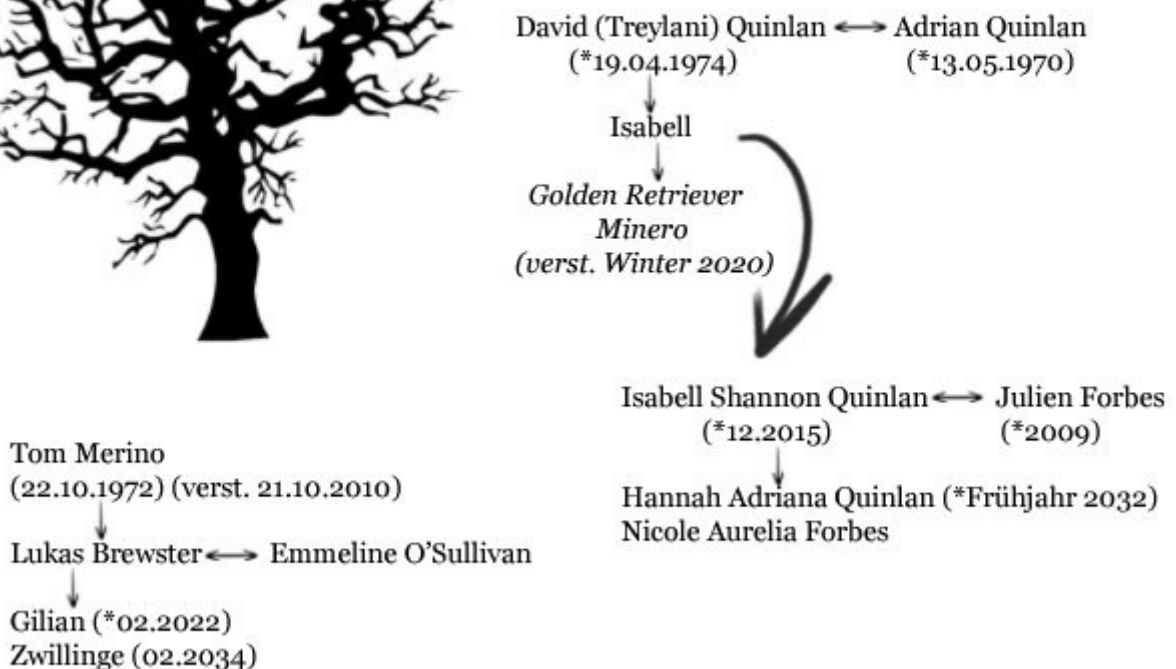 David (Treylani) Quinlan ↔ Adrian Quinlan
(*19.04.1974) (*13.05.1970)
Isabell
Golden Retriever
Minero
(verst. Winter 2020)
Isabell Shannon Quinlan ↔ Julien Forbes
(*12.2015) (*2009)
Hannah Adriana Quinlan (*Frühjahr 2032)
Nicole Aurelia Forbes
Tom Merino
(22.10.1972) (verst. 21.10.2010)
Lukas Brewster ↔ Emmeline O'Sullivan
Gilian (*02.2022)
Zwillinge (02.2034)